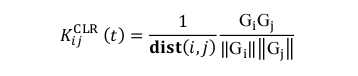 K_{ij}^{CLR} (t) = \frac{1}{dist(i,j)} \frac{G_i G_j}{‖G_i‖‖G_j‖}